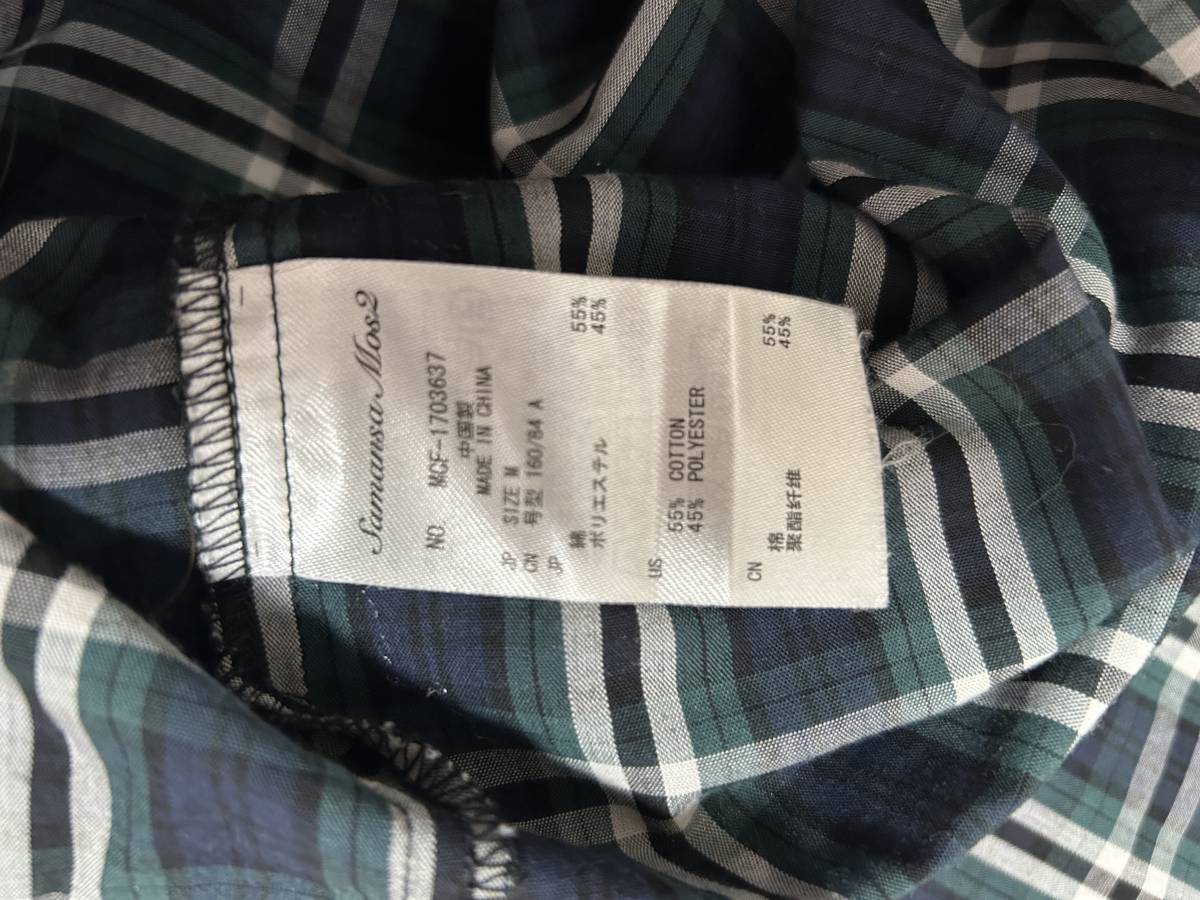 Samansa Mos2
NO MCF-1703637
中国製
MADE IN CHINA
JP SIZE M
CN 号型 160/84 A
JP
綿 55%
ポリエステル 45%
US
55% COTTON
45% POLYESTER
CN
棉 55%
聚酯纤维 45%